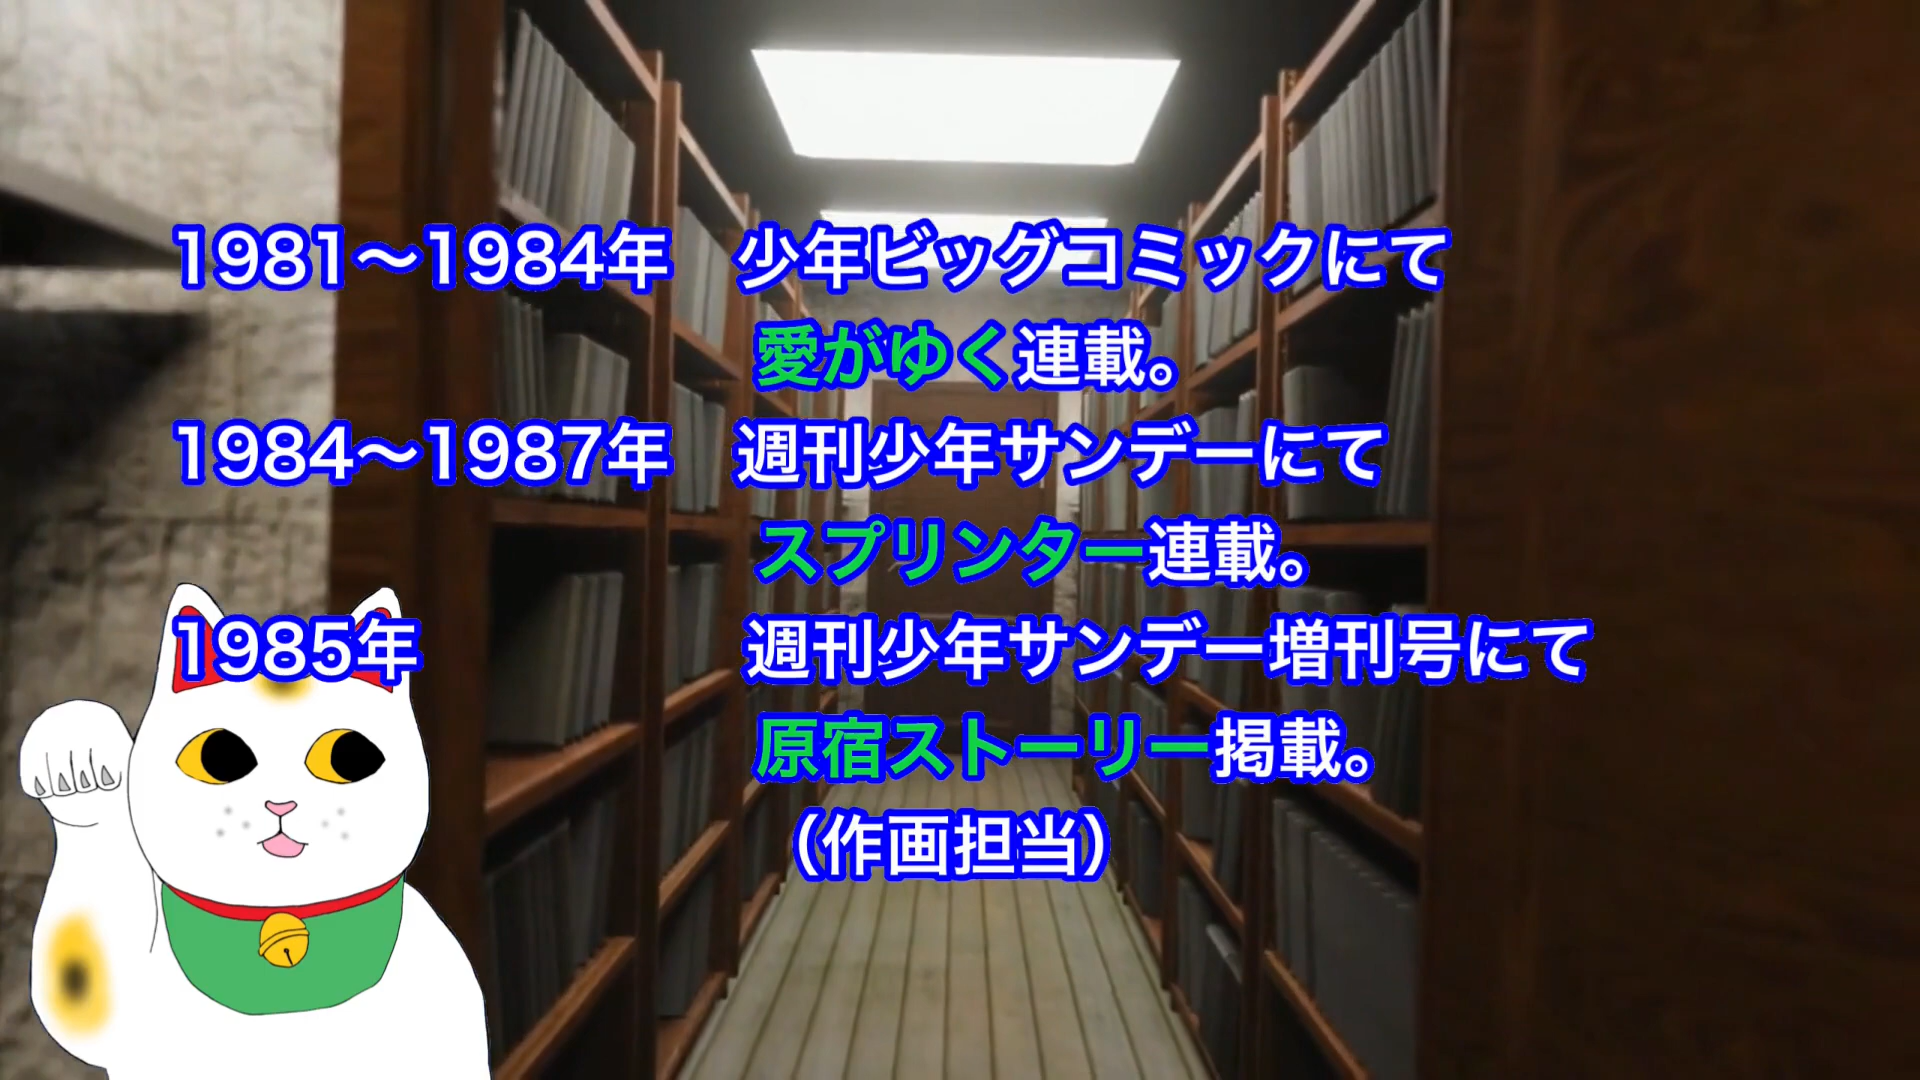 1981〜1984年　少年ビッグコミックにて
愛がゆく連載。
1984〜1987年　週刊少年サンデーにて
スプリンター連載。
1985年　週刊少年サンデー増刊号にて
原宿ストーリー掲載。
（作画担当）